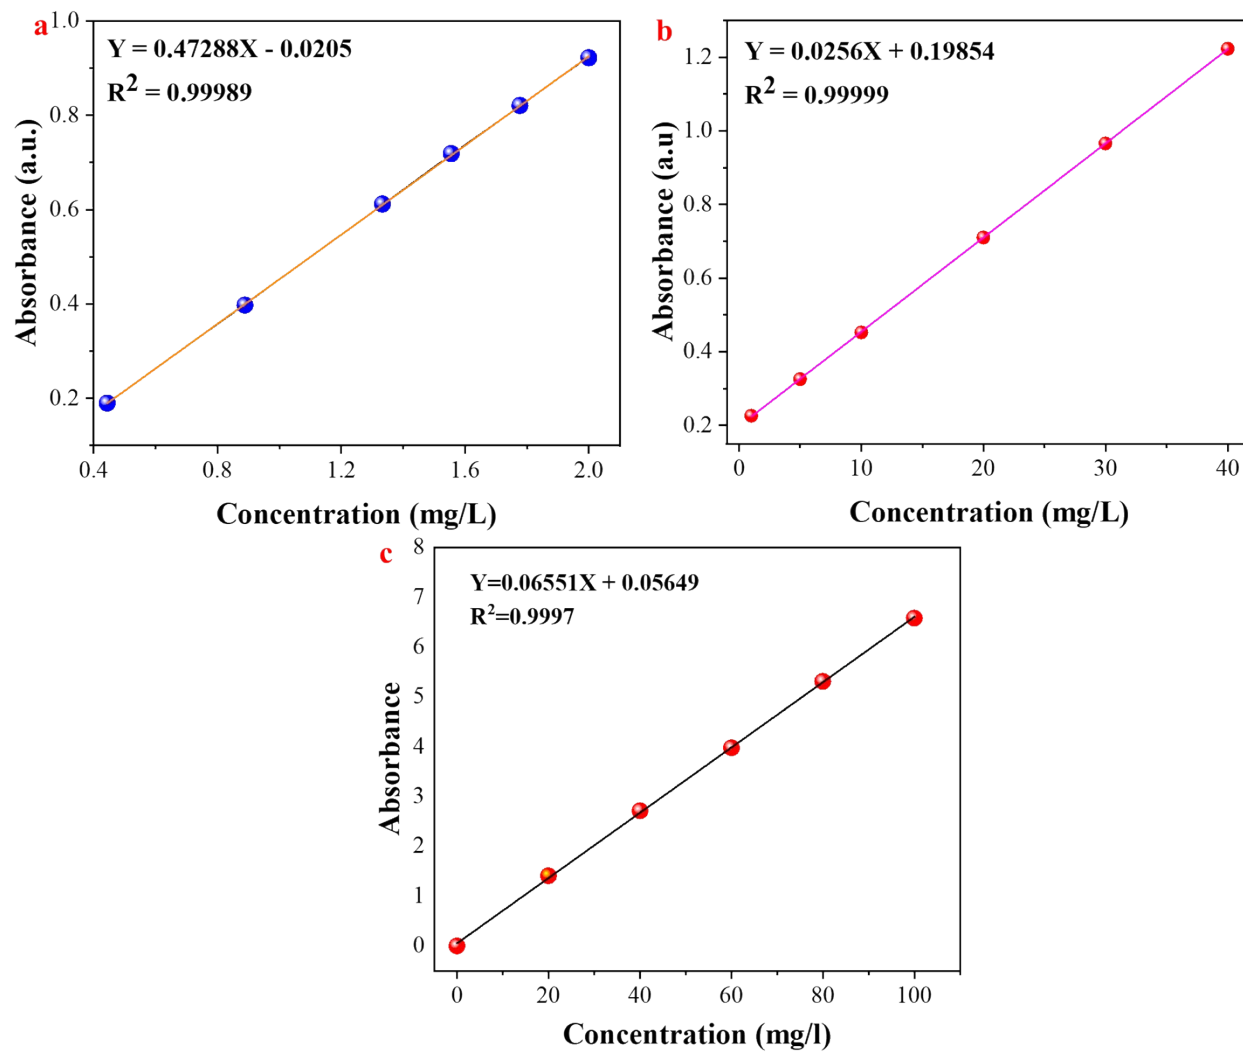 a
Y = 0.47288X - 0.0205
R² = 0.99989
Absorbance (a.u.)
1.0
0.8
0.6
0.4
0.2
0.4 0.8 1.2 1.6 2.0
Concentration (mg/L)
b
Y = 0.0256X + 0.19854
R² = 0.99999
Absorbance (a.u)
1.2
1.0
0.8
0.6
0.4
0.2
0 10 20 30 40
Concentration (mg/L)
c
Y=0.06551X + 0.05649
R²=0.9997
Absorbance
8
7
6
5
4
3
2
1
0
0 20 40 60 80 100
Concentration (mg/l)